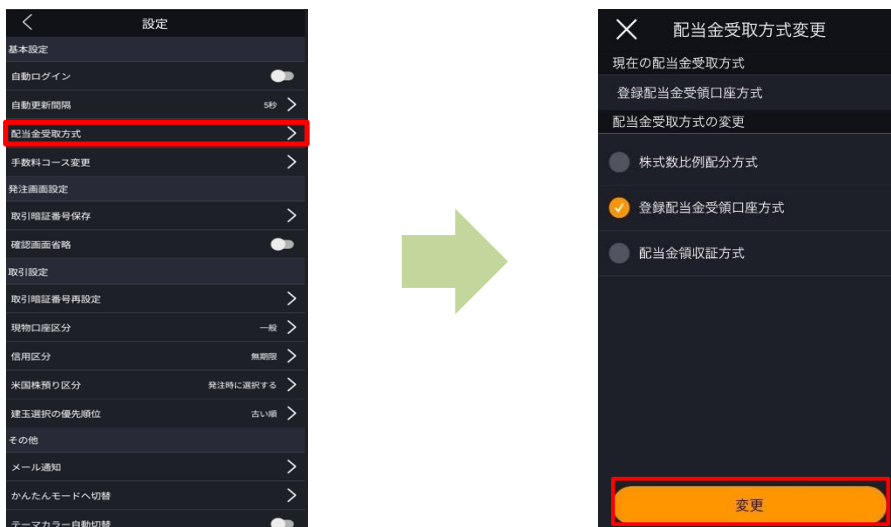 設定
基本設定
自動ログイン
自動更新間隔 5秒
配当金受取方式
手数料コース変更
発注画面設定
取引暗証番号保存
確認画面省略
取引設定
取引暗証番号再設定
現物口座区分 一般
信用区分 無期限
米国株預り区分 発注時に選択する
建玉選択の優先順位 古い順
その他
メール通知
かんたんモードへ切替
テーマカラー自動切替
配当金受取方式変更
現在の配当金受取方式
登録配当金受領口座方式
配当金受取方式の変更
株式数比例配分方式
登録配当金受領口座方式
配当金領収証方式
変更